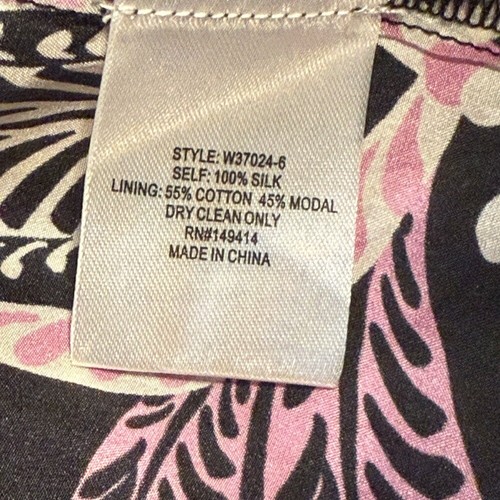 STYLE: W37024-6
SELF: 100% SILK
LINING: 55% COTTON 45% MODAL
DRY CLEAN ONLY
RN#149414
MADE IN CHINA